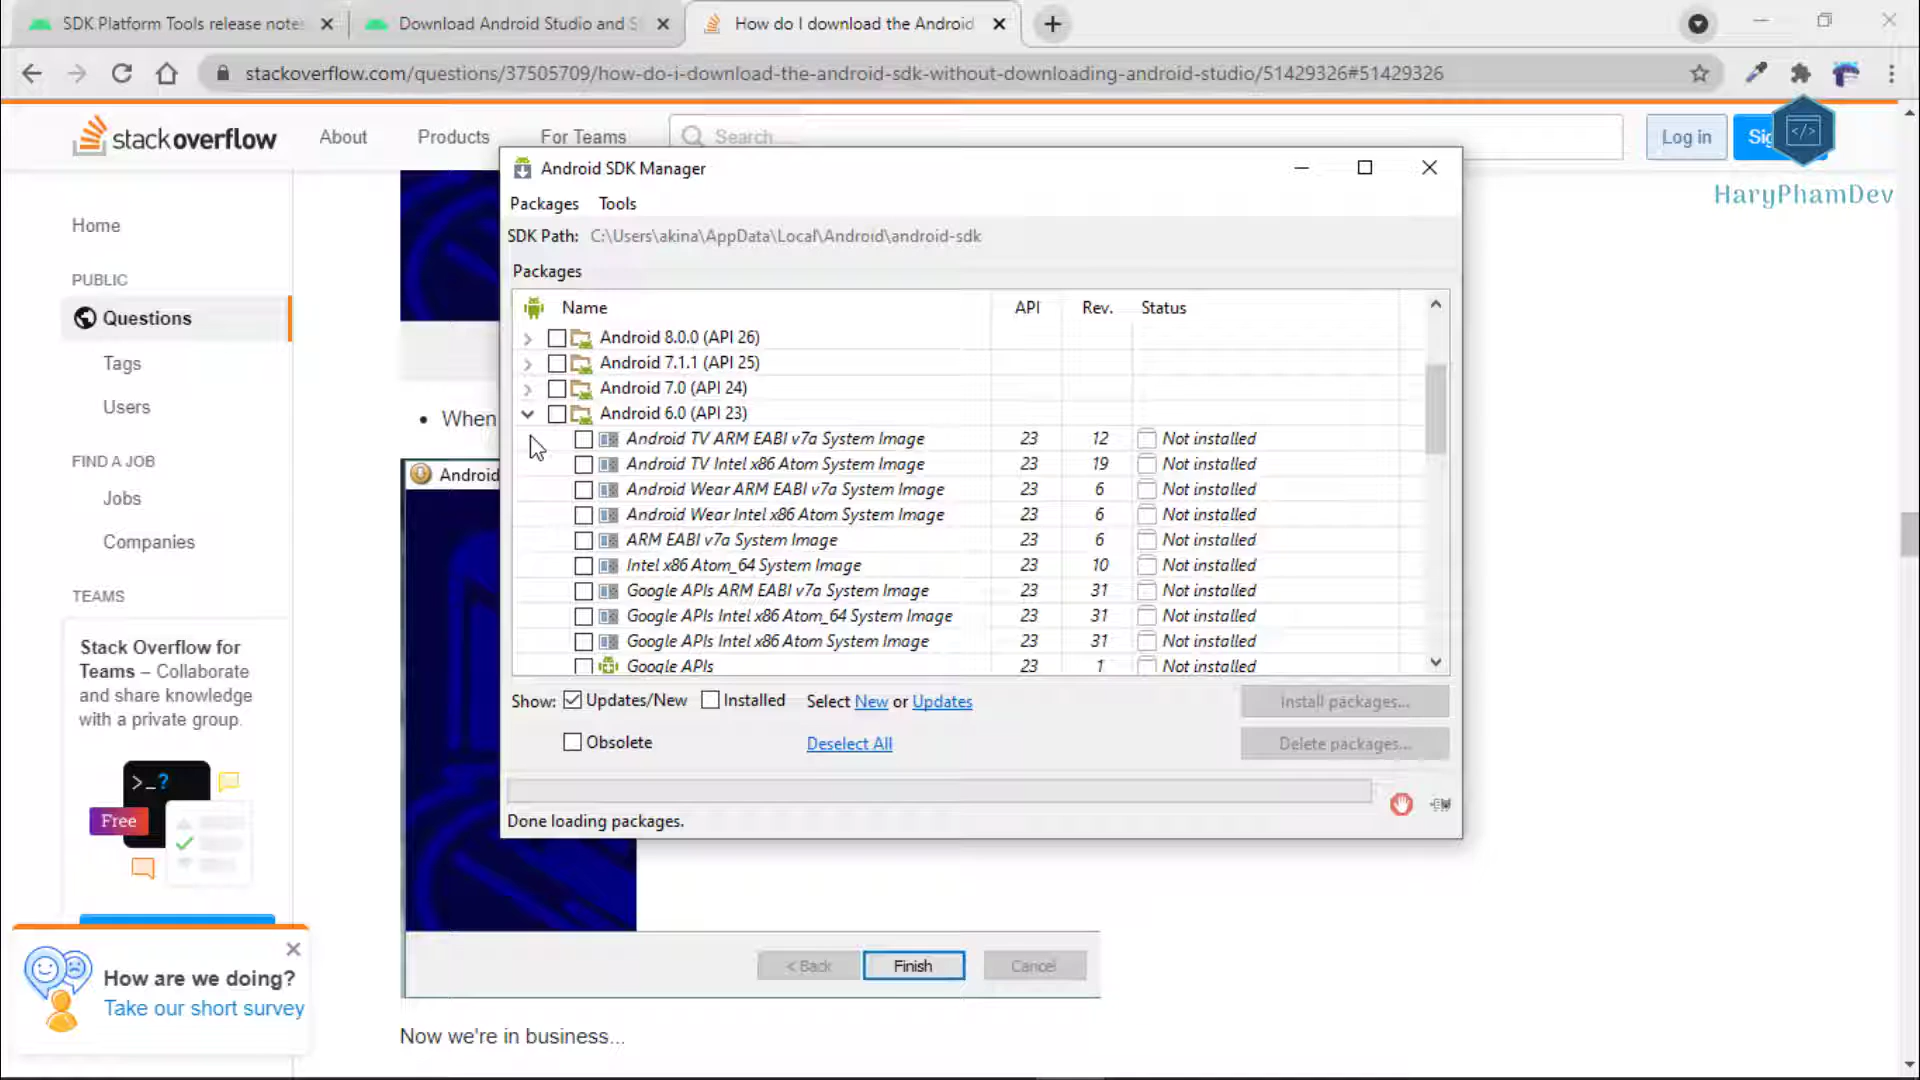 SDK Platform Tools release notes
Download Android Studio and S
How do I download the Android
stackoverflow.com/questions/37505709/how-do-i-download-the-android-sdk-without-downloading-android-studio/51429326#51429326
stackoverflow
About
Products
For Teams
Search...
Log in
Sig
HaryPhamDev
Home
PUBLIC
Questions
Tags
Users
FIND A JOB
Jobs
Companies
TEAMS
Stack Overflow for
Teams – Collaborate
and share knowledge
with a private group.
>_?
Free
How are we doing?
Take our short survey
• When
Android
Android SDK Manager
Packages Tools
SDK Path: C:\Users\akina\AppData\Local\Android\android-sdk
Packages
Name API Rev. Status
Android 8.0.0 (API 26)
Android 7.1.1 (API 25)
Android 7.0 (API 24)
Android 6.0 (API 23)
Android TV ARM EABI v7a System Image 23 12 Not installed
Android TV Intel x86 Atom System Image 23 19 Not installed
Android Wear ARM EABI v7a System Image 23 6 Not installed
Android Wear Intel x86 Atom System Image 23 6 Not installed
ARM EABI v7a System Image 23 6 Not installed
Intel x86 Atom_64 System Image 23 10 Not installed
Google APIs ARM EABI v7a System Image 23 31 Not installed
Google APIs Intel x86 Atom_64 System Image 23 31 Not installed
Google APIs Intel x86 Atom System Image 23 31 Not installed
Google APIs 23 1 Not installed
Show: Updates/New Installed Select New or Updates Install packages...
Obsolete Deselect All Delete packages...
Done loading packages.
< Back Finish Cancel
Now we're in business...